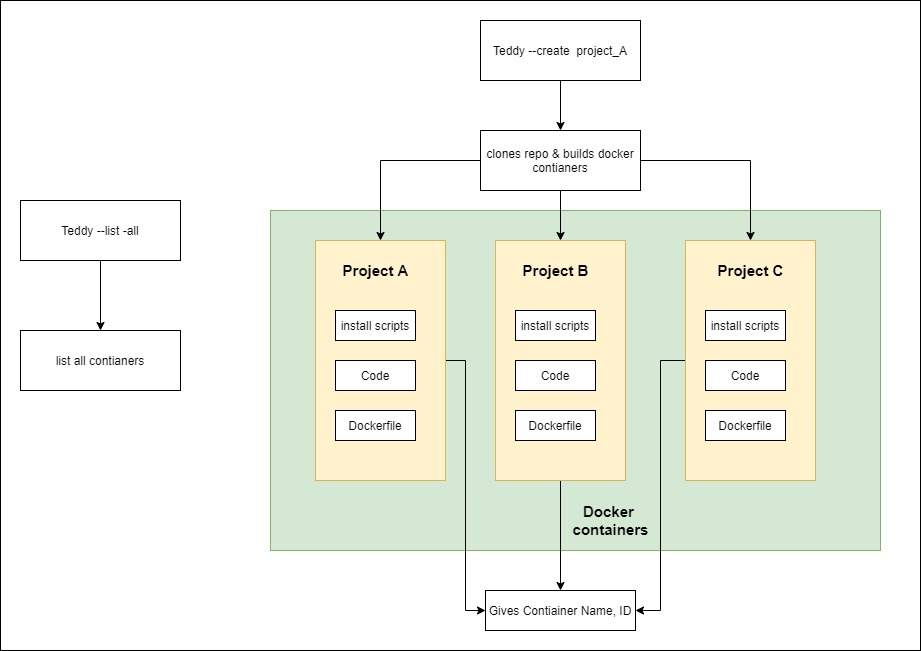 Teddy --create  project_A
clones repo & builds docker
contianers
Teddy --list -all
list all contianers
Project A
install scripts
Code
Dockerfile
Project B
install scripts
Code
Dockerfile
Project C
install scripts
Code
Dockerfile
Docker
containers
Gives Contiainer Name, ID